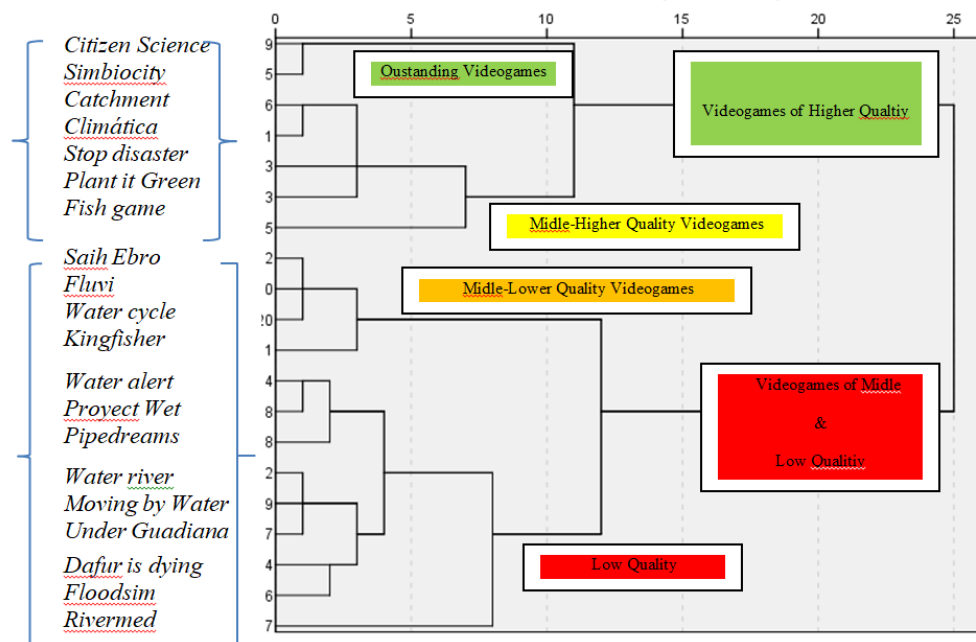 0 5 10 15 20 25
Citizen Science
Simbiocity
Catchment
Climática
Stop disaster
Plant it Green
Fish game
Saih Ebro
Fluvi
Water cycle
Kingfisher
Water alert
Proyect Wet
Pipedreams
Water river
Moving by Water
Under Guadiana
Dafur is dying
Floodsim
Rivermed
9
5
6
1
3
3
5
2
0
20
1
4
8
8
2
9
7
4
6
7
Oustanding Videogames
Videogames of Higher Qualtiy
Midle-Higher Quality Videogames
Midle-Lower Quality Videogames
Videogames of Midle
&
Low Qualitiy
Low Quality